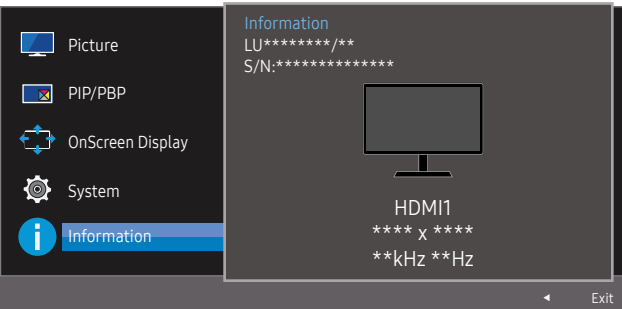 Picture
PIP/PBP
OnScreen Display
System
Information
Information
LU********/**
S/N:**************
HDMI1
**** x ****
**kHz **Hz
Exit